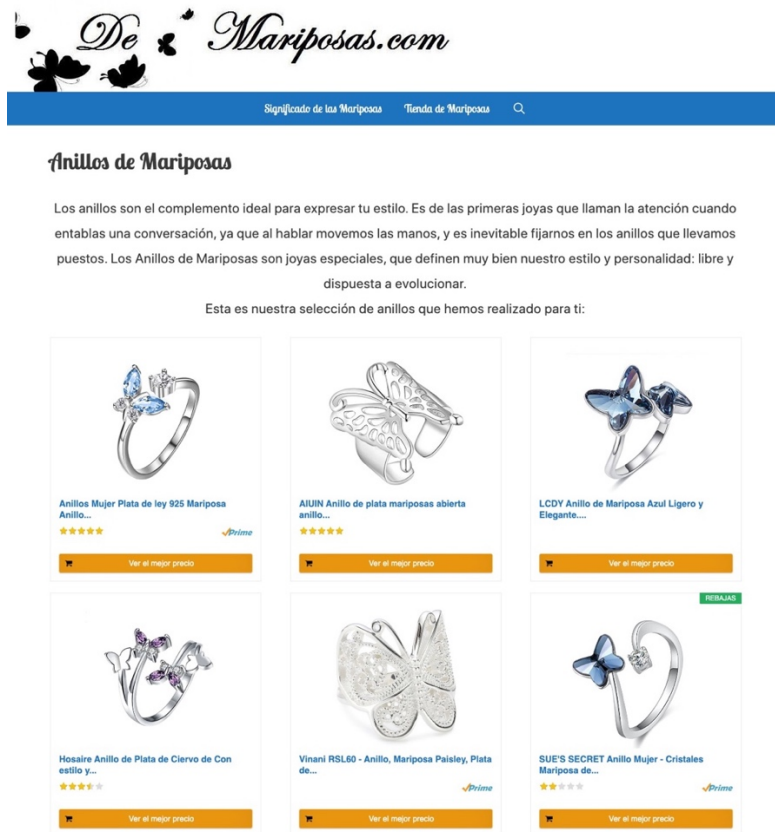 De Mariposas.com
Significado de las Mariposas Tienda de Mariposas
Anillos de Mariposas
Los anillos son el complemento ideal para expresar tu estilo. Es de las primeras joyas que llaman la atención cuando
entablas una conversación, ya que al hablar movemos las manos, y es inevitable fijarnos en los anillos que llevamos
puestos. Los Anillos de Mariposas son joyas especiales, que definen muy bien nuestro estilo y personalidad: libre y
dispuesta a evolucionar.
Esta es nuestra selección de anillos que hemos realizado para ti:
Anillos Mujer Plata de ley 925 Mariposa
Anillo...
Prime
Ver el mejor precio
AIUIN Anillo de plata mariposas abierta
anillo...
Ver el mejor precio
LCDY Anillo de Mariposa Azul Ligero y
Elegante....
Ver el mejor precio
Hosaire Anillo de Plata de Ciervo de Con
estilo y...
Ver el mejor precio
Vinani RSL60 - Anillo, Mariposa Paisley, Plata
de...
Prime
Ver el mejor precio
REBAJAS
SUE'S SECRET Anillo Mujer - Cristales
Mariposa de...
Prime
Ver el mejor precio